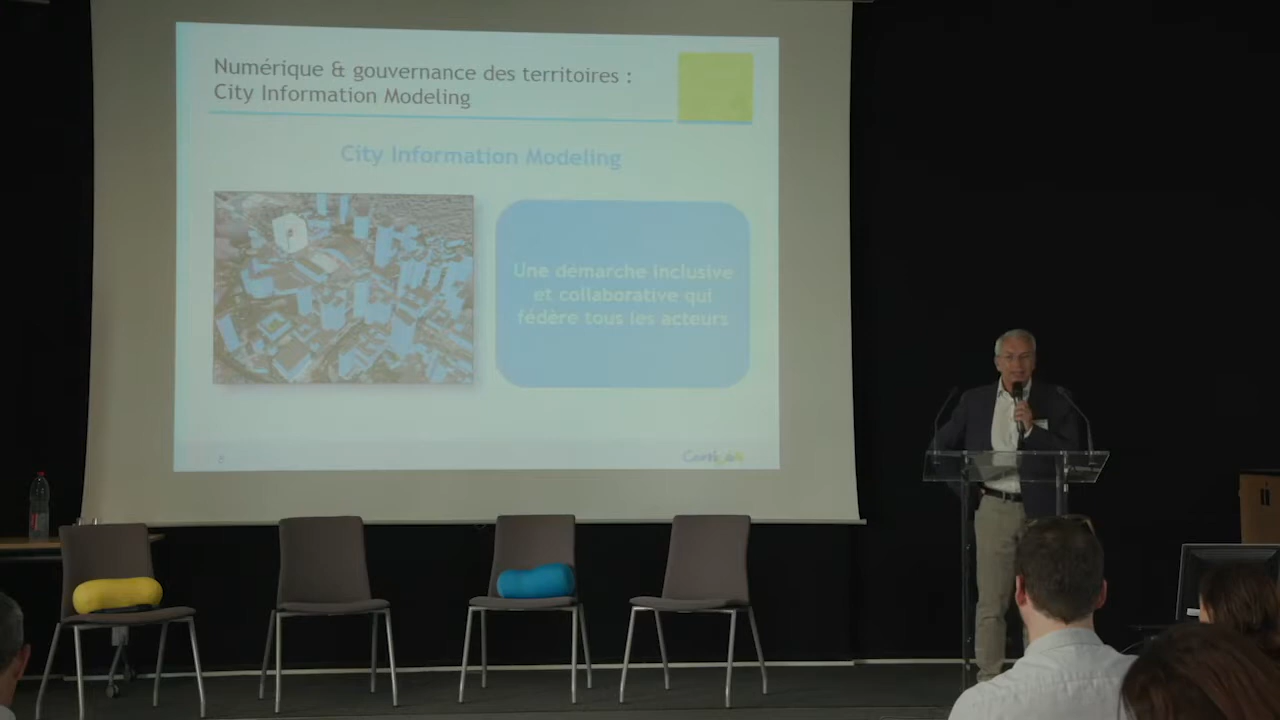 Numérique & gouvernance des territoires :
City Information Modeling
City Information Modeling
Une démarche inclusive
et collaborative qui
fédère tous les acteurs